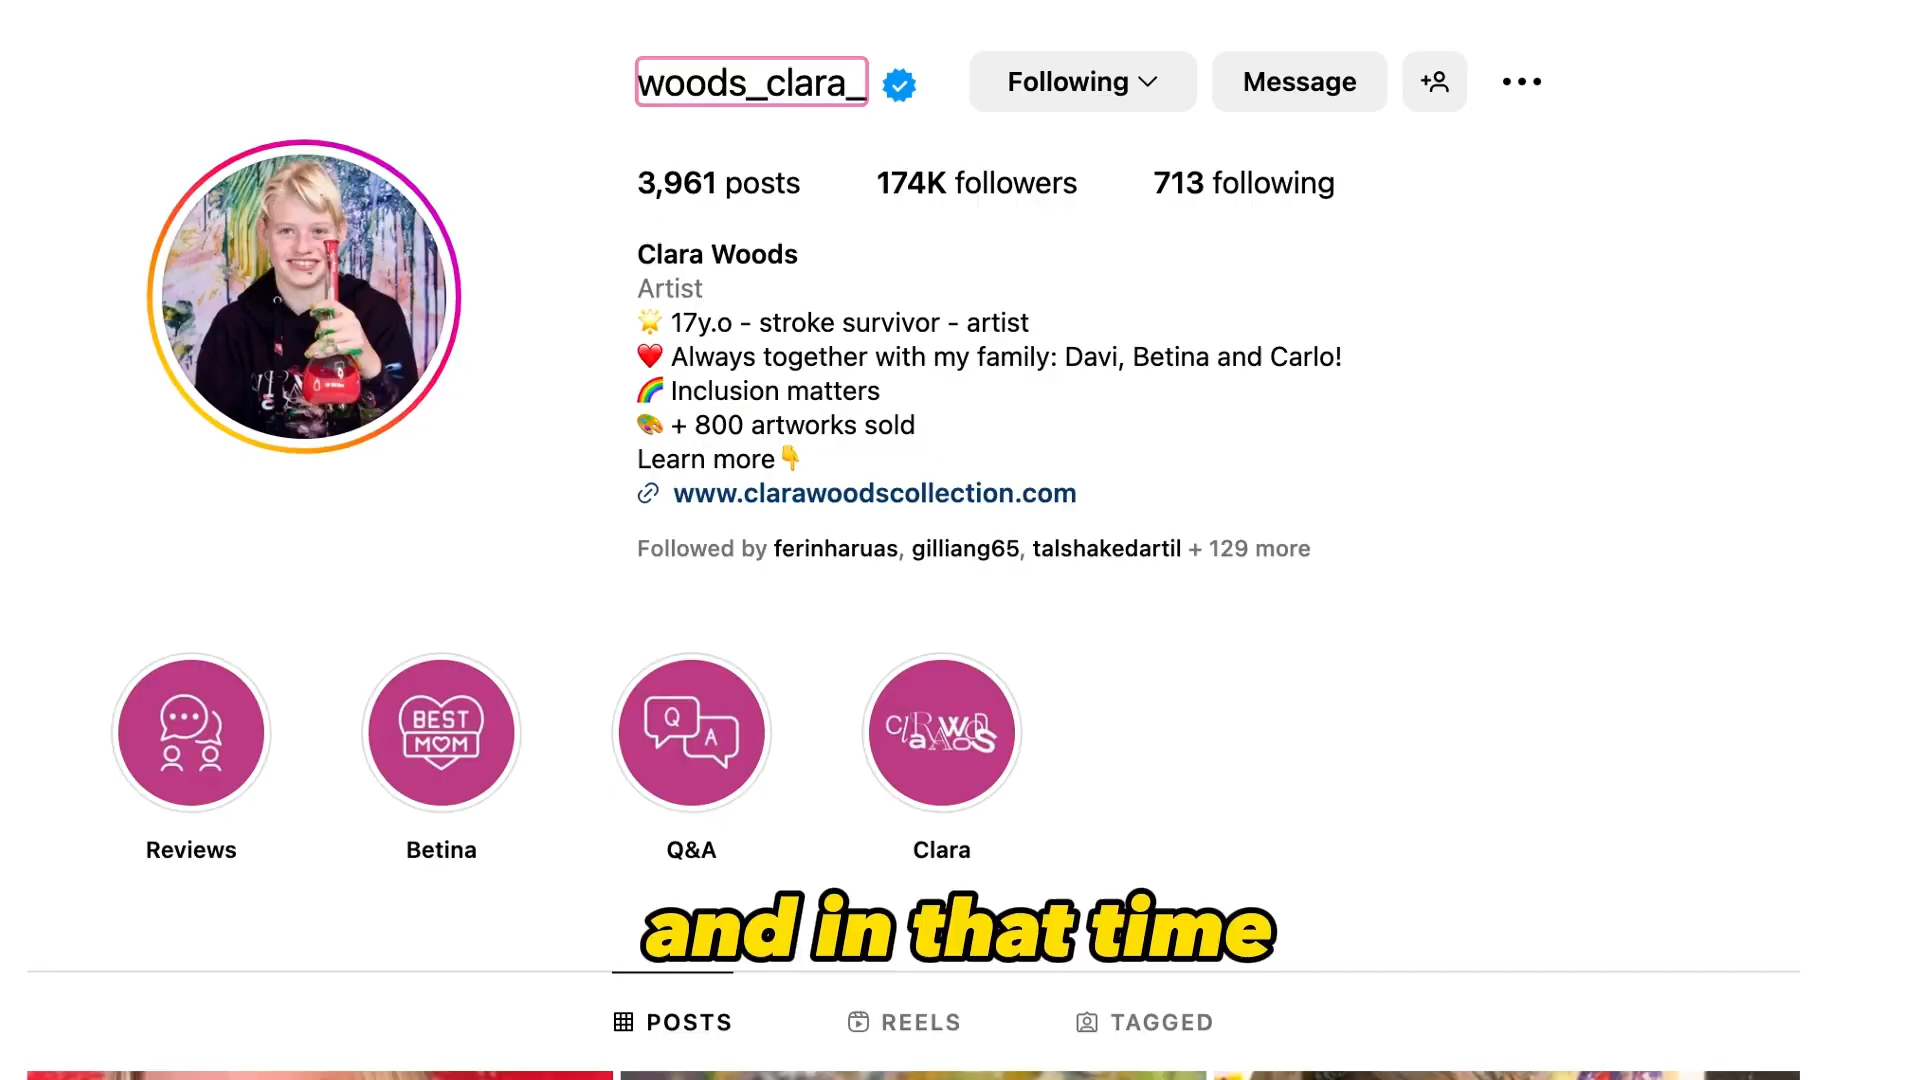 woods_clara_
Following
Message
3,961 posts
174K followers
713 following
Clara Woods
Artist
🌟 17y.o - stroke survivor - artist
❤️ Always together with my family: Davi, Betina and Carlo!
🌈 Inclusion matters
🎨 + 800 artworks sold
Learn more👇
www.clarawoodscollection.com
Followed by ferinharuas, gilliang65, talshakedartil + 129 more
BEST
MOM
Q
A
ClaRa WOODS
Reviews
Betina
Q&A
Clara
and in that time
POSTS
REELS
TAGGED